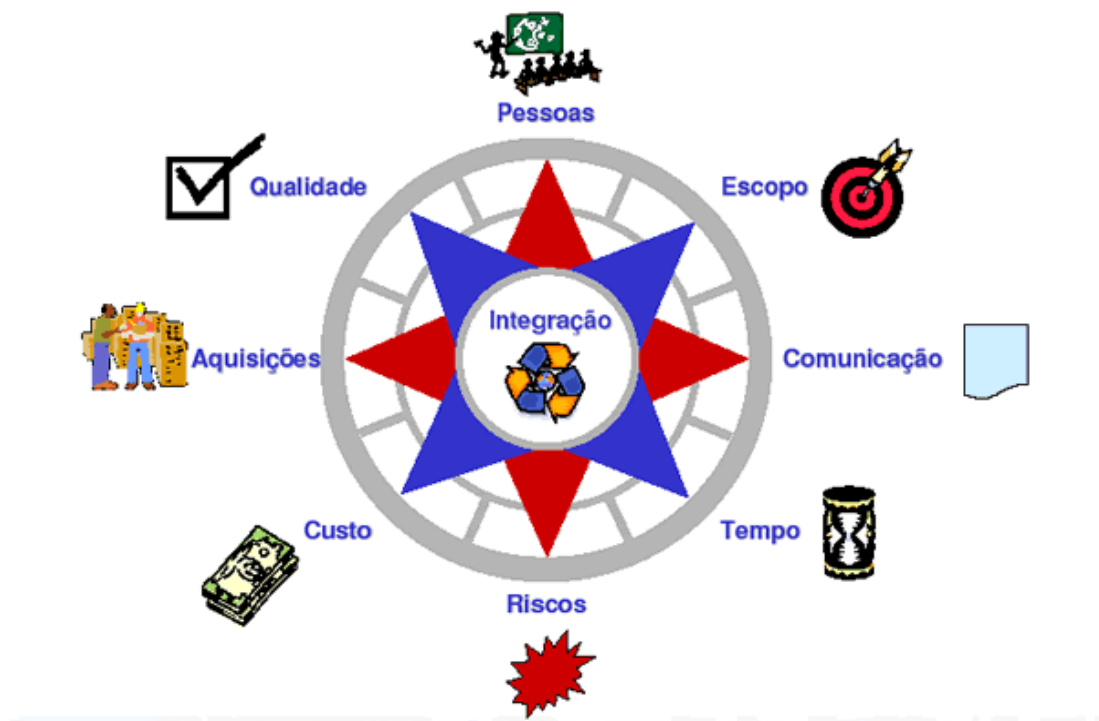 Pessoas
Qualidade
Escopo
Integração
Aquisições
Comunicação
Custo
Tempo
Riscos